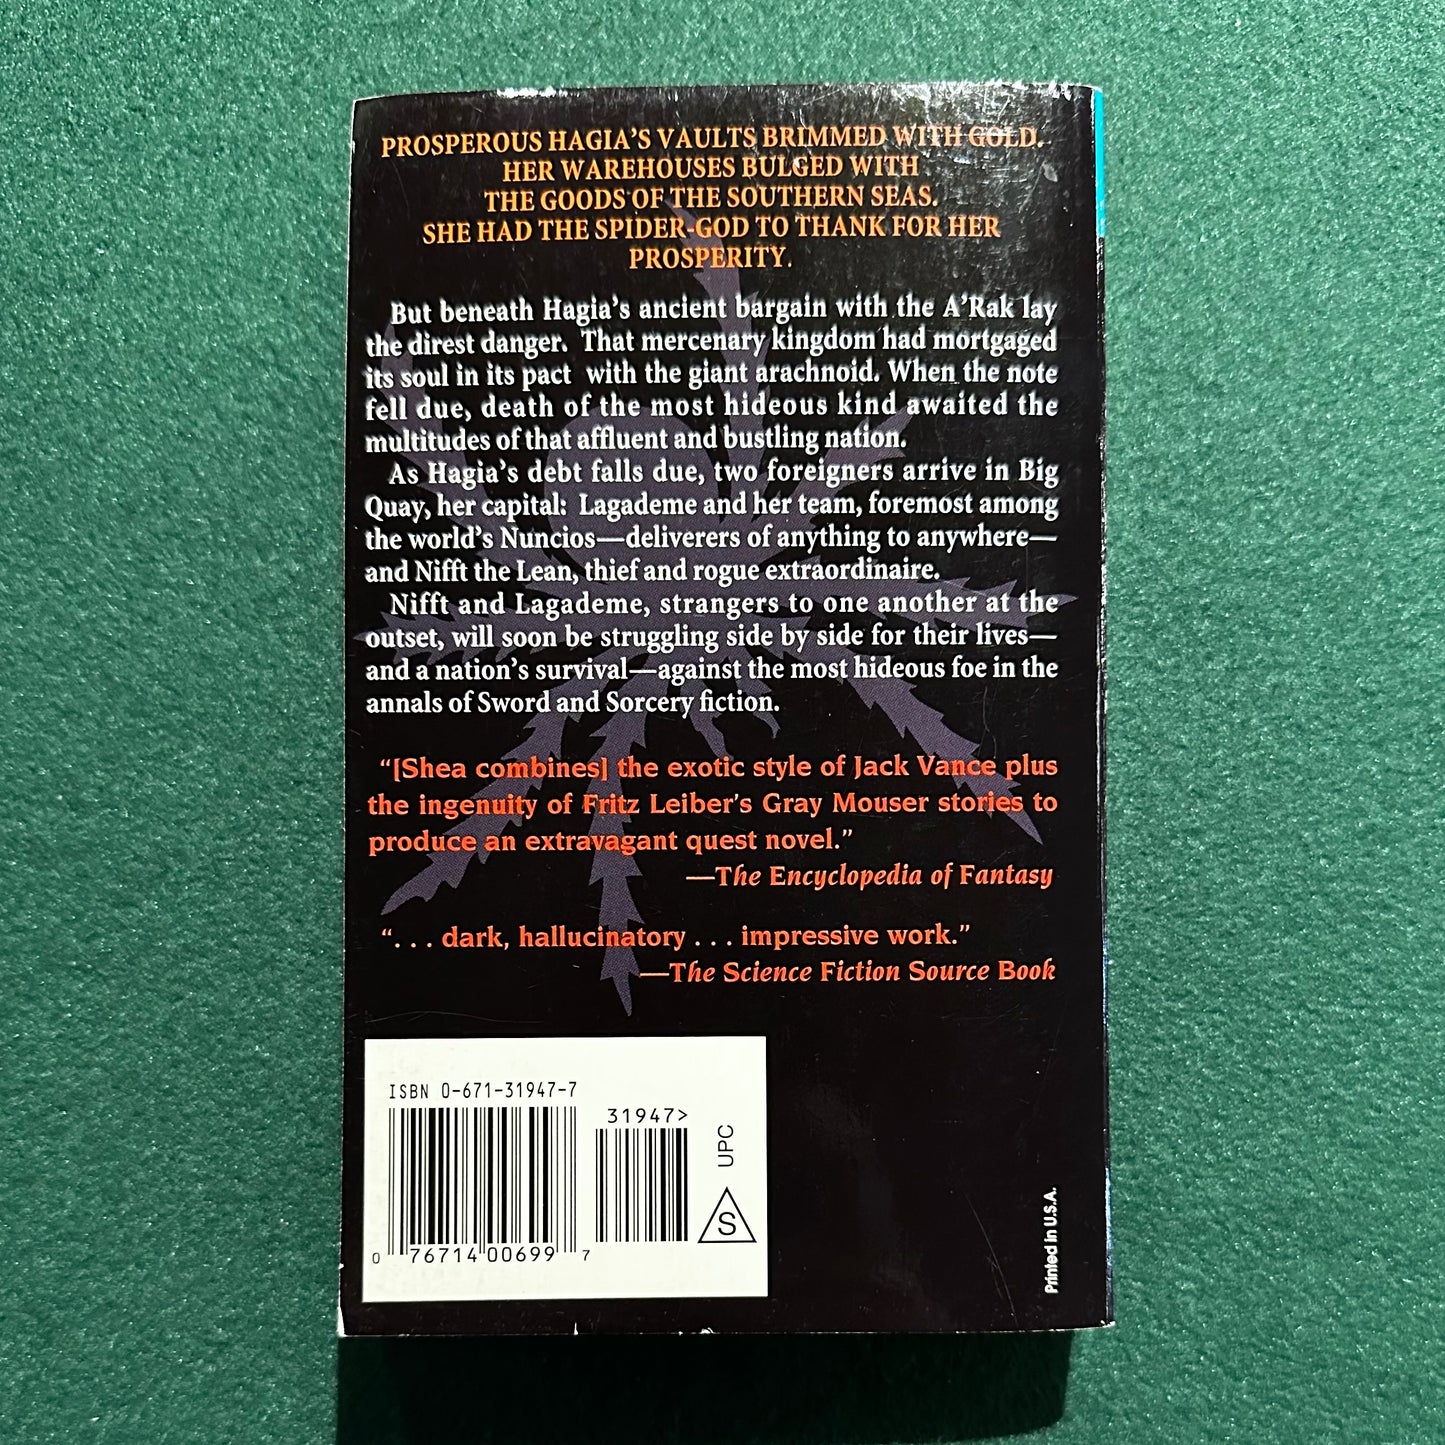 PROSPEROUS HAGIA'S VAULTS BRIMMED WITH GOLD.
HER WAREHOUSES BULGED WITH
THE GOODS OF THE SOUTHERN SEAS.
SHE HAD THE SPIDER-GOD TO THANK FOR HER
PROSPERITY.
But beneath Hagia's ancient bargain with the A'Rak lay
the direst danger. That mercenary kingdom had mortgaged
its soul in its pact with the giant arachnoid. When the note
fell due, death of the most hideous kind awaited the
multitudes of that affluent and bustling nation.
As Hagia's debt falls due, two foreigners arrive in Big
Quay, her capital: Lagademe and her team, foremost among
the world's Nuncios—deliverers of anything to anywhere—
and Nifft the Lean, thief and rogue extraordinaire.
Nifft and Lagademe, strangers to one another at the
outset, will soon be struggling side by side for their lives—
and a nation's survival—against the most hideous foe in the
annals of Sword and Sorcery fiction.
"[Shea combines] the exotic style of Jack Vance plus
the ingenuity of Fritz Leiber's Gray Mouser stories to
produce an extravagant quest novel."
—The Encyclopedia of Fantasy
". . . dark, hallucinatory . . . impressive work."
—The Science Fiction Source Book
ISBN 0-671-31947-7
31947>
UPC
S
0 76714 00699 7
Printed in U.S.A.